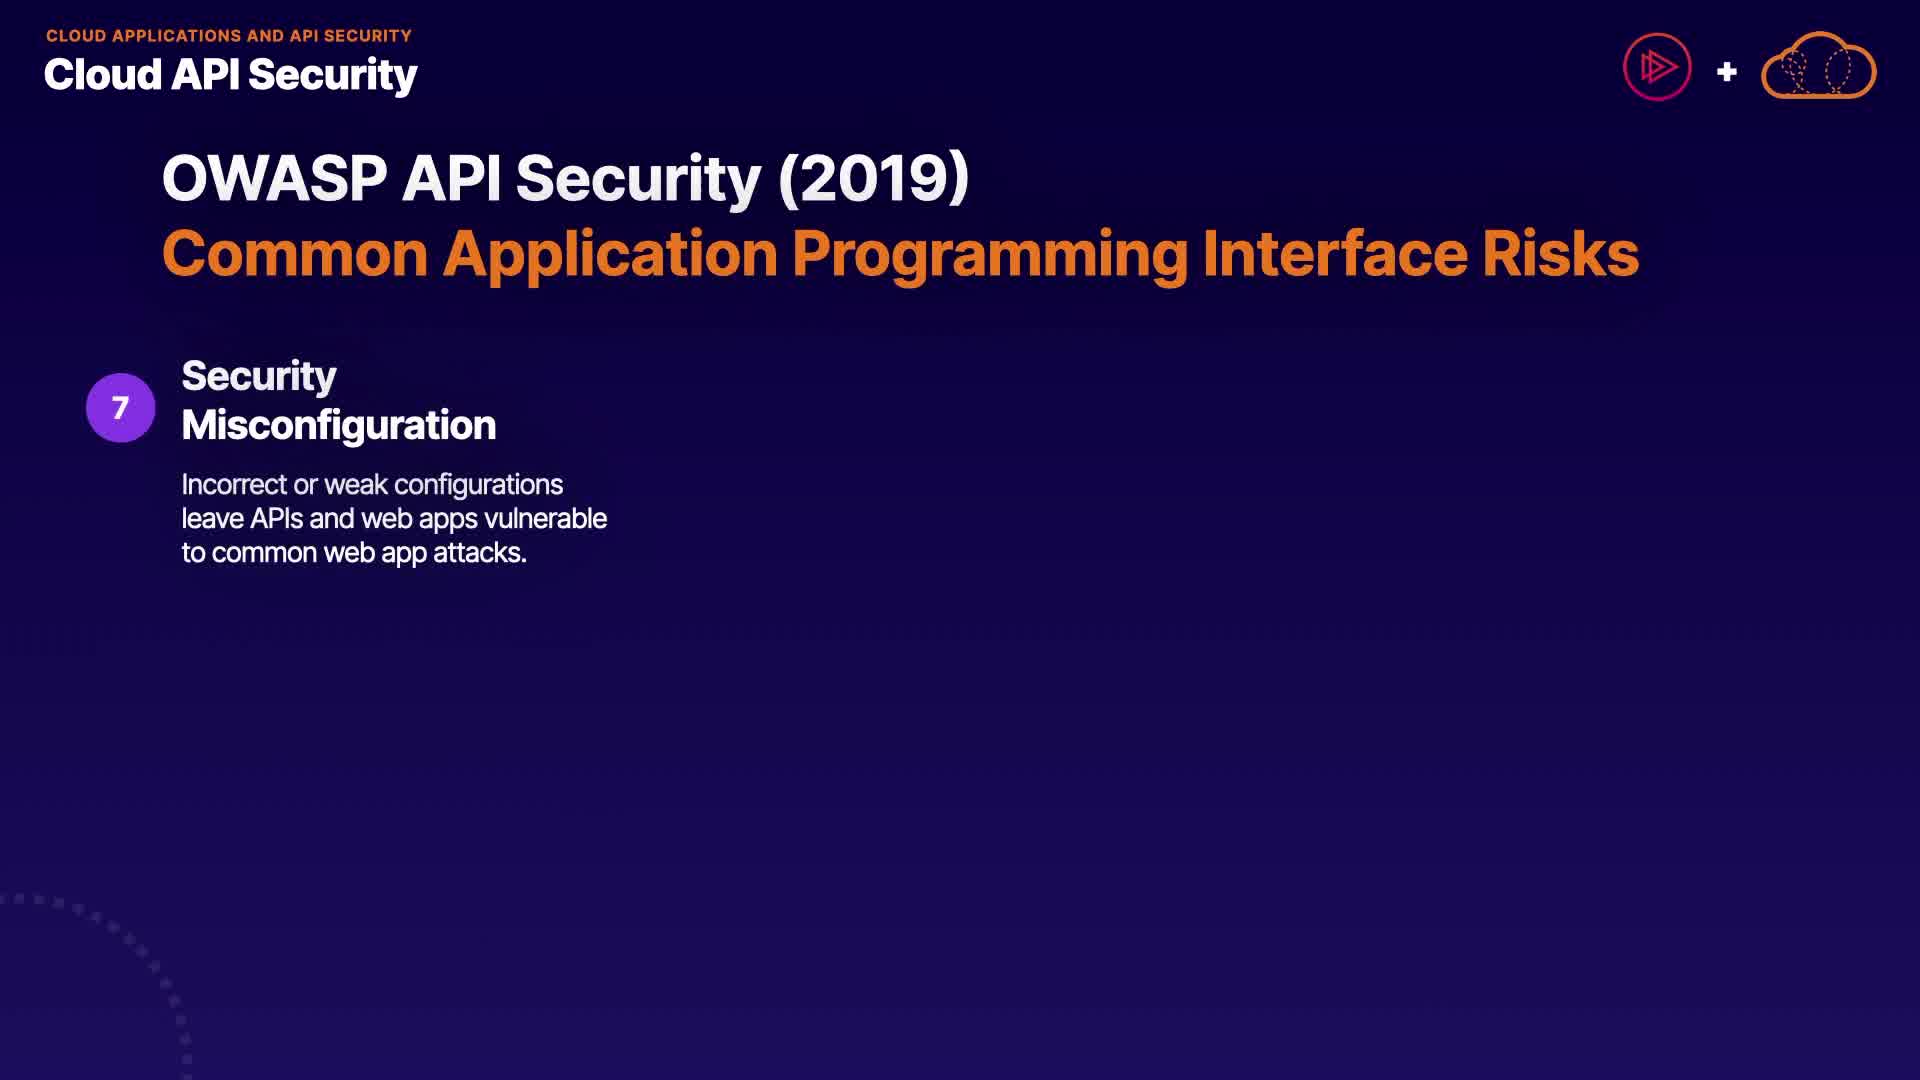 CLOUD APPLICATIONS AND API SECURITY
Cloud API Security
OWASP API Security (2019)
Common Application Programming Interface Risks
7
Security
Misconfiguration
Incorrect or weak configurations
leave APIs and web apps vulnerable
to common web app attacks.